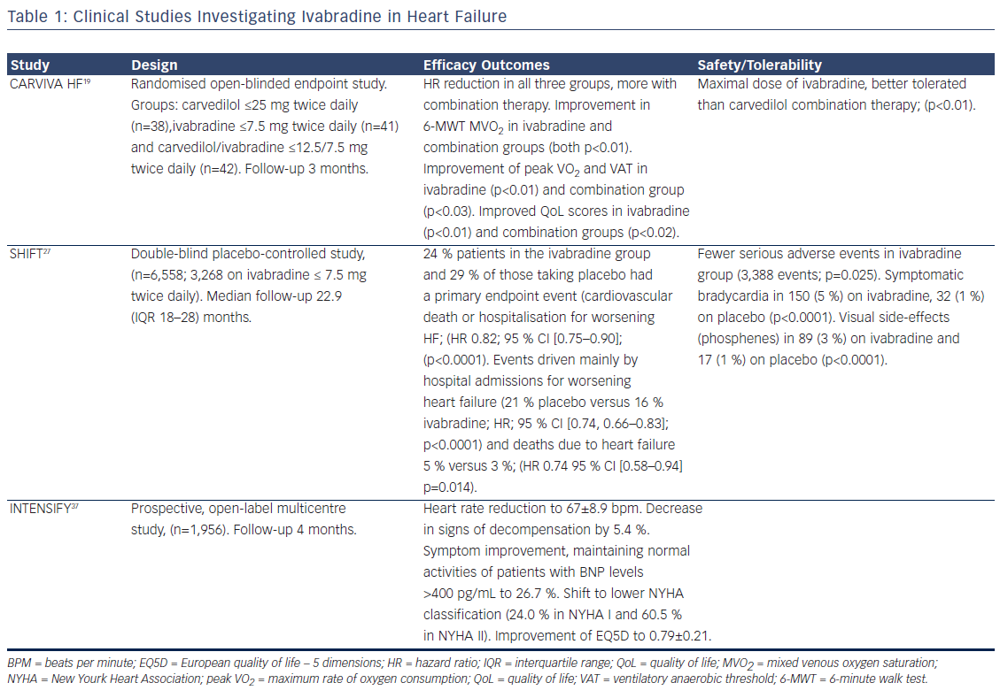 Table 1: Clinical Studies Investigating Ivabradine in Heart Failure
Study Design Efficacy Outcomes Safety/Tolerability
CARVIVA HF¹⁹ Randomised open-blinded endpoint study. HR reduction in all three groups, more with Maximal dose of ivabradine, better tolerated
Groups: carvedilol ≤25 mg twice daily combination therapy. Improvement in than carvedilol combination therapy; (p<0.01).
(n=38),ivabradine ≤7.5 mg twice daily (n=41) 6-MWT MVO₂ in ivabradine and
and carvedilol/ivabradine ≤12.5/7.5 mg combination groups (both p<0.01).
twice daily (n=42). Follow-up 3 months. Improvement of peak VO₂ and VAT in
ivabradine (p<0.01) and combination group
(p<0.03). Improved QoL scores in ivabradine
(p<0.01) and combination groups (p<0.02).
SHIFT²⁷ Double-blind placebo-controlled study, 24 % patients in the ivabradine group Fewer serious adverse events in ivabradine
(n=6,558; 3,268 on ivabradine ≤ 7.5 mg and 29 % of those taking placebo had group (3,388 events; p=0.025). Symptomatic
twice daily). Median follow-up 22.9 a primary endpoint event (cardiovascular bradycardia in 150 (5 %) on ivabradine, 32 (1 %)
(IQR 18–28) months. death or hospitalisation for worsening on placebo (p<0.0001). Visual side-effects
HF; (HR 0.82; 95 % CI [0.75–0.90]; (phosphenes) in 89 (3 %) on ivabradine and
(p<0.0001). Events driven mainly by 17 (1 %) on placebo (p<0.0001).
hospital admissions for worsening
heart failure (21 % placebo versus 16 %
ivabradine; HR; 95 % CI [0.74, 0.66–0.83];
p<0.0001) and deaths due to heart failure
5 % versus 3 %; (HR 0.74 95 % CI [0.58–0.94]
p=0.014).
INTENSIFY³⁷ Prospective, open-label multicentre Heart rate reduction to 67±8.9 bpm. Decrease
study, (n=1,956). Follow-up 4 months. in signs of decompensation by 5.4 %.
Symptom improvement, maintaining normal
activities of patients with BNP levels
>400 pg/mL to 26.7 %. Shift to lower NYHA
classification (24.0 % in NYHA I and 60.5 %
in NYHA II). Improvement of EQ5D to 0.79±0.21.
BPM = beats per minute; EQ5D = European quality of life – 5 dimensions; HR = hazard ratio; IQR = interquartile range; QoL = quality of life; MVO₂ = mixed venous oxygen saturation;
NYHA = New Yourk Heart Association; peak VO₂ = maximum rate of oxygen consumption; QoL = quality of life; VAT = ventilatory anaerobic threshold; 6-MWT = 6-minute walk test.